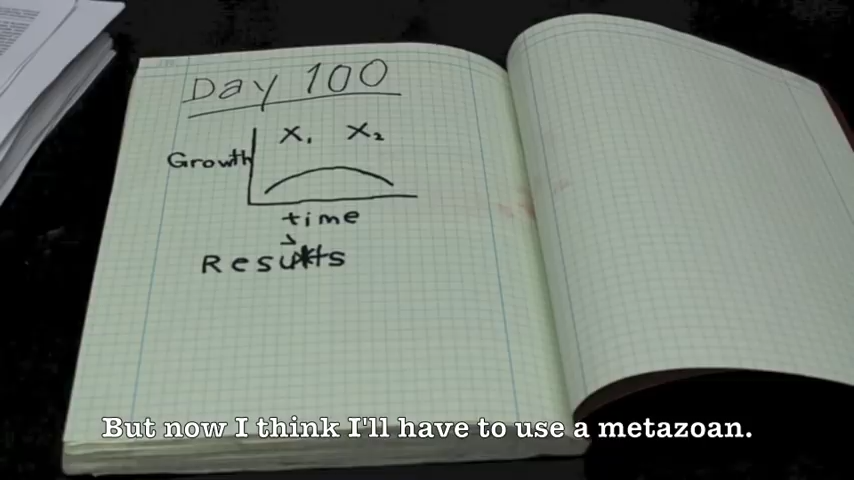 Day 100
X₁ X₂
Growth
time
Results
But now I think I'll have to use a metazoan.